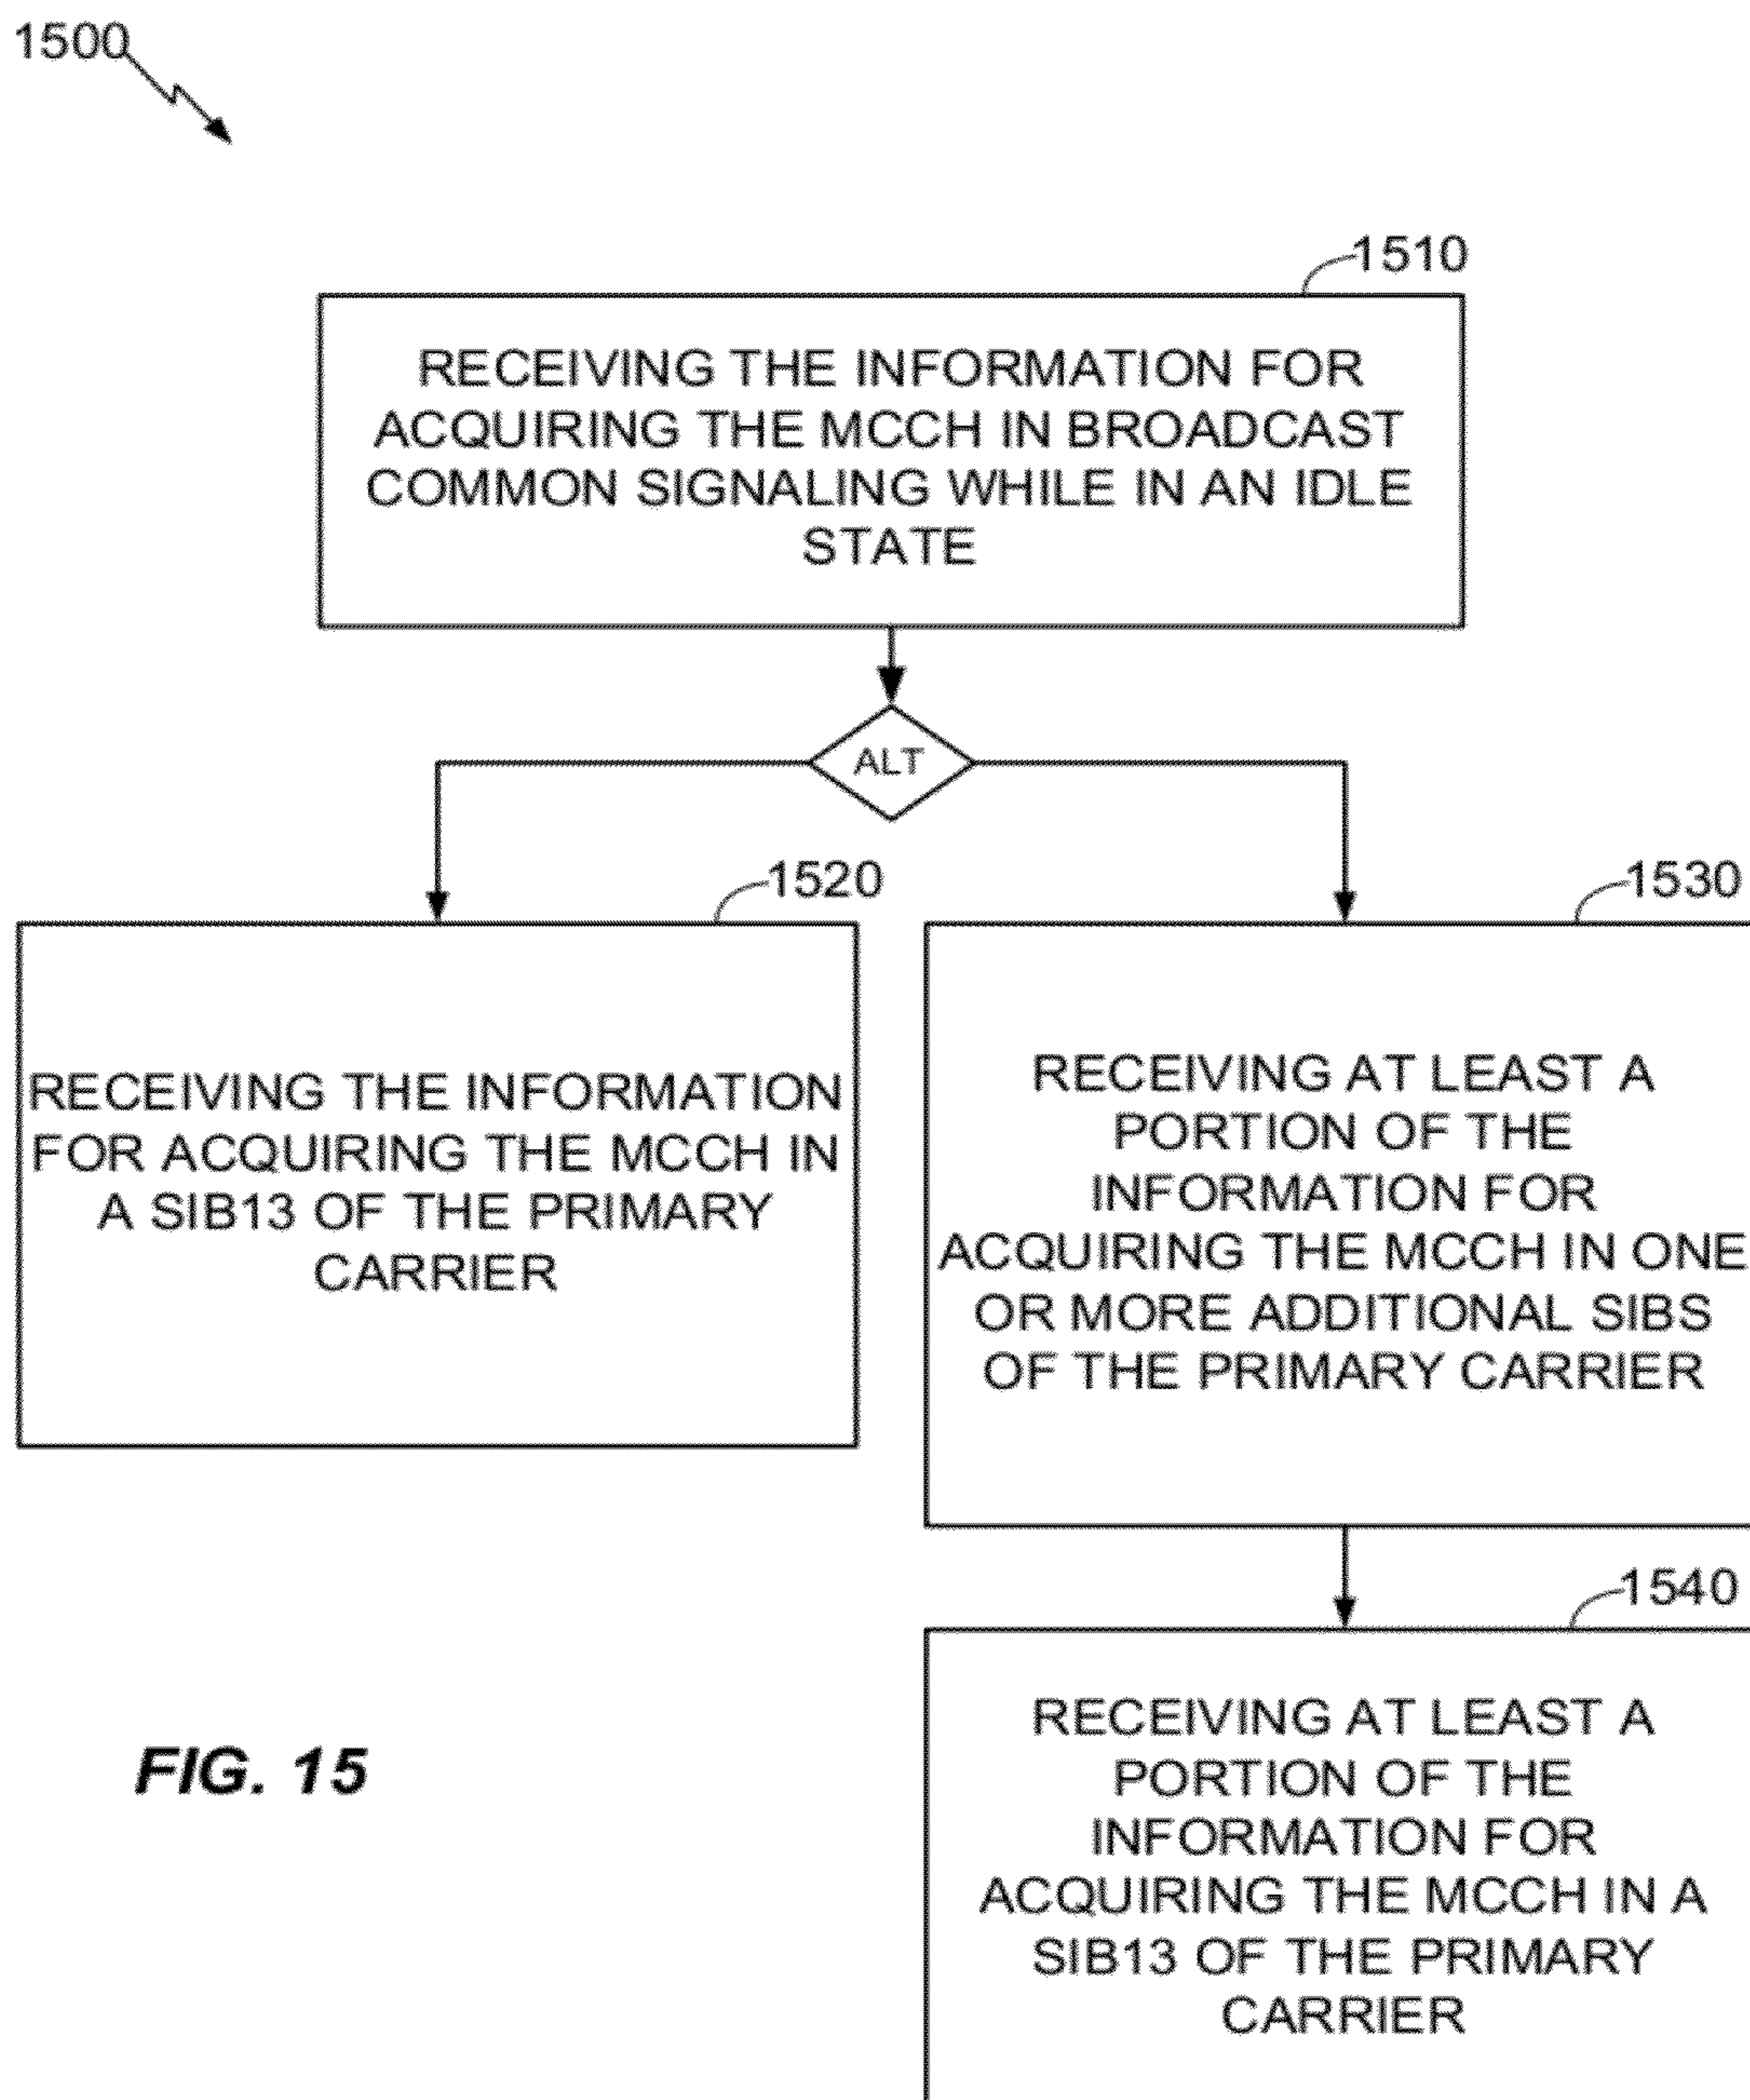 1500
1510
RECEIVING THE INFORMATION FOR
ACQUIRING THE MCCH IN BROADCAST
COMMON SIGNALING WHILE IN AN IDLE
STATE
ALT
1520
RECEIVING THE INFORMATION
FOR ACQUIRING THE MCCH IN
A SIB13 OF THE PRIMARY
CARRIER
1530
RECEIVING AT LEAST A
PORTION OF THE
INFORMATION FOR
ACQUIRING THE MCCH IN ONE
OR MORE ADDITIONAL SIBS
OF THE PRIMARY CARRIER
1540
RECEIVING AT LEAST A
PORTION OF THE
INFORMATION FOR
ACQUIRING THE MCCH IN A
SIB13 OF THE PRIMARY
CARRIER
FIG. 15